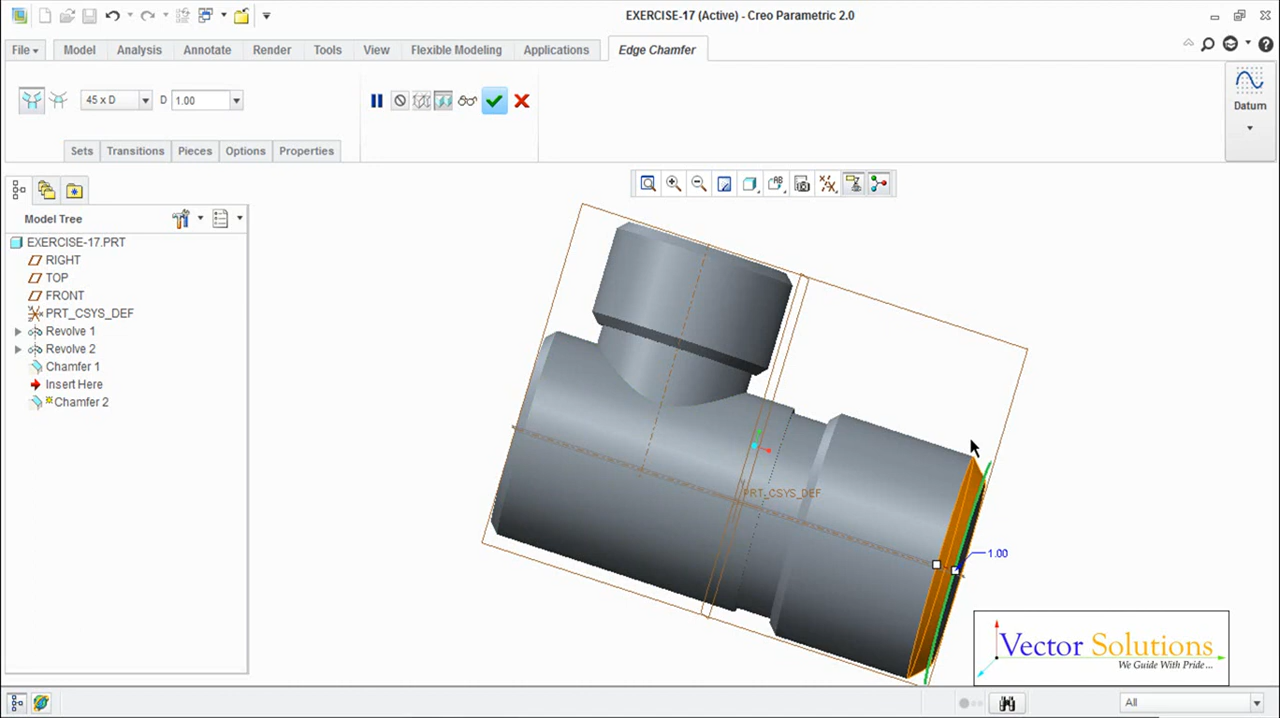 EXERCISE-17 (Active) - Creo Parametric 2.0
File Model Analysis Annotate Render Tools View Flexible Modeling Applications Edge Chamfer
45 x D D 1.00
Datum
Sets Transitions Pieces Options Properties
Model Tree
EXERCISE-17.PRT
RIGHT
TOP
FRONT
PRT_CSYS_DEF
Revolve 1
Revolve 2
Chamfer 1
Insert Here
Chamfer 2
PRT_CSYS_DEF
1.00
Vector Solutions
We Guide With Pride...
All